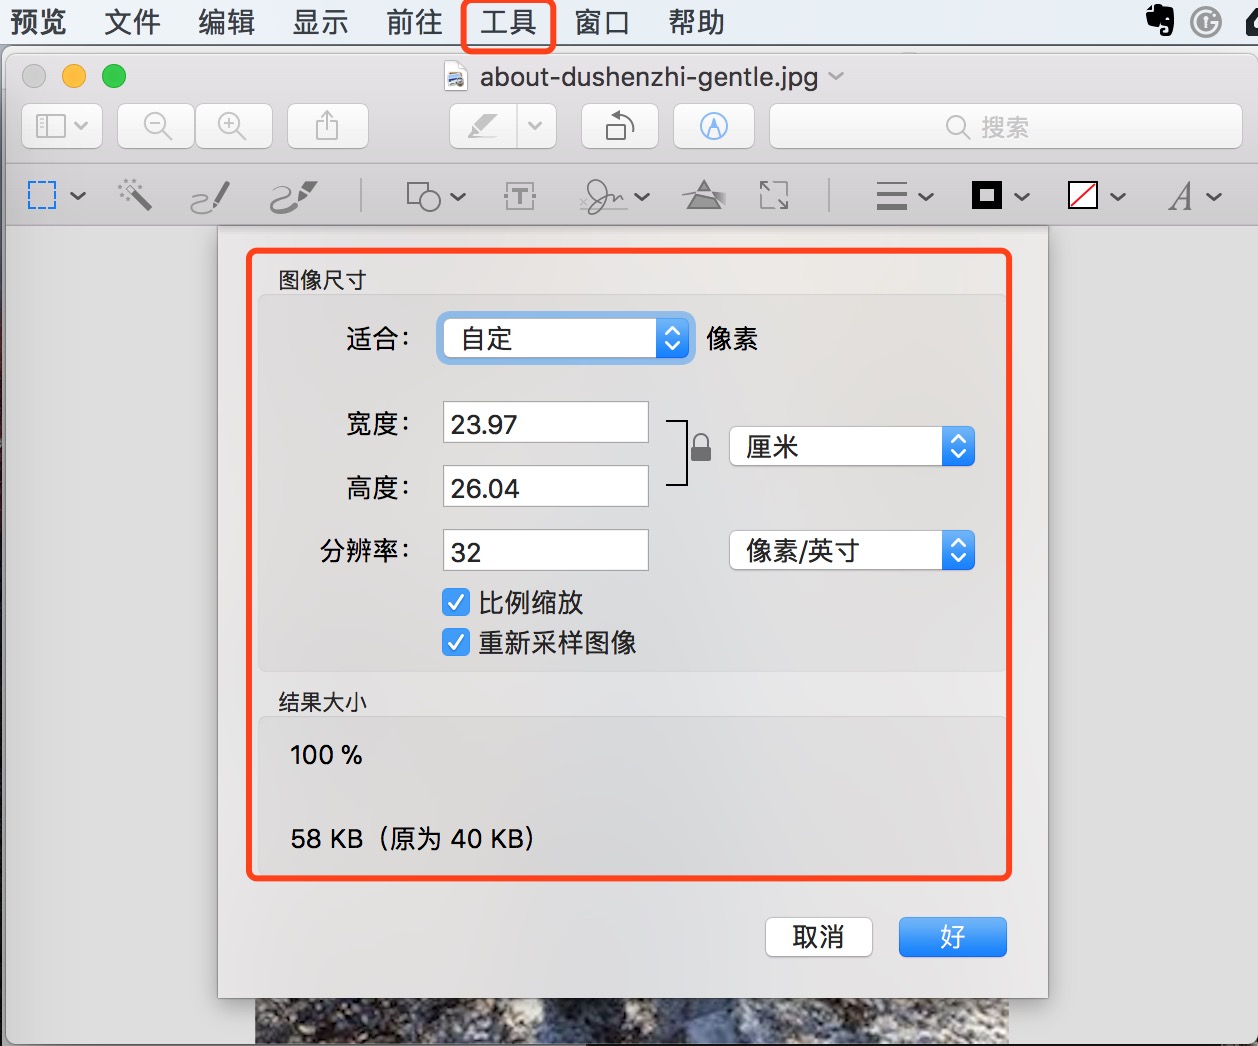 预览 文件 编辑 显示 前往 工具 窗口 帮助
about-dushenzhi-gentle.jpg
搜索
图像尺寸
适合： 自定 像素
宽度： 23.97
厘米
高度： 26.04
分辨率： 32 像素/英寸
比例缩放
重新采样图像
结果大小
100 %
58 KB（原为 40 KB）
取消 好